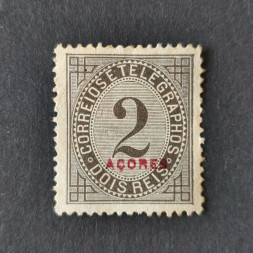 CORREIOS E TELEGRAPHOS
2
AÇORES
DOIS REIS